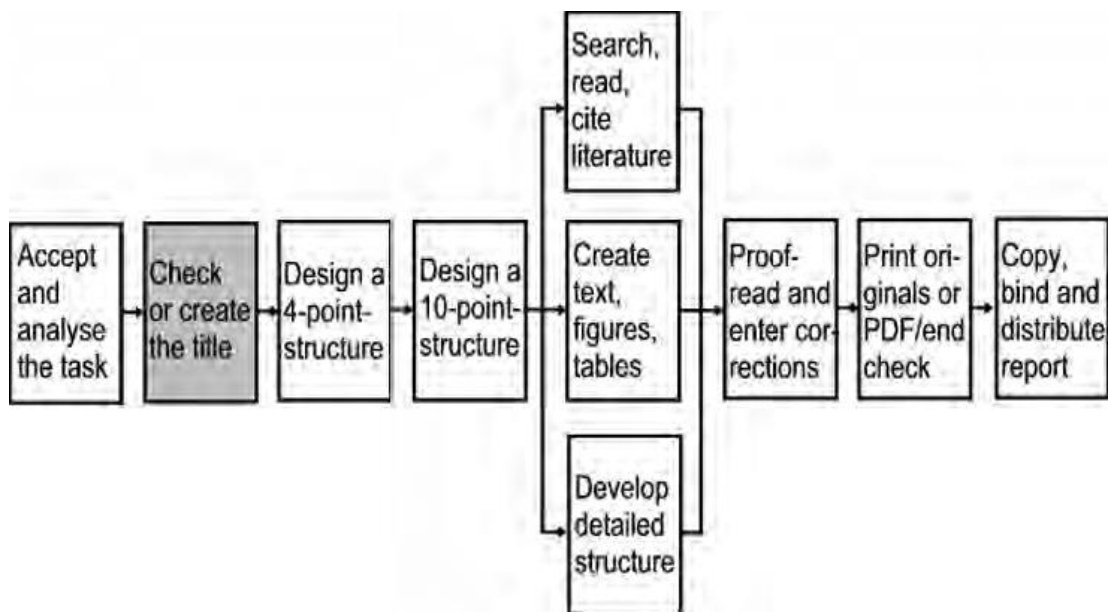 Accept
and
analyse
the task
Check
or create
the title
Design a
4-point-
structure
Design a
10-point-
structure
Search,
read,
cite
literature
Create
text,
figures,
tables
Develop
detailed
structure
Proof-
read and
enter cor-
rections
Print ori-
ginals or
PDF/end
check
Copy,
bind and
distribute
report